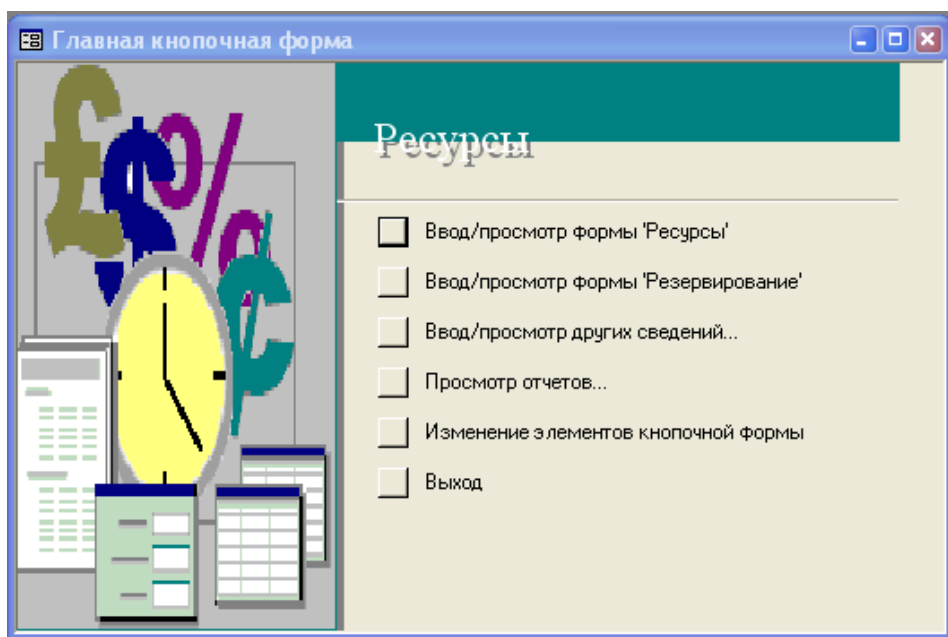 Главная кнопочная форма
Ресурсы
Ввод/просмотр формы 'Ресурсы'
Ввод/просмотр формы 'Резервирование'
Ввод/просмотр других сведений...
Просмотр отчетов...
Изменение элементов кнопочной формы
Выход